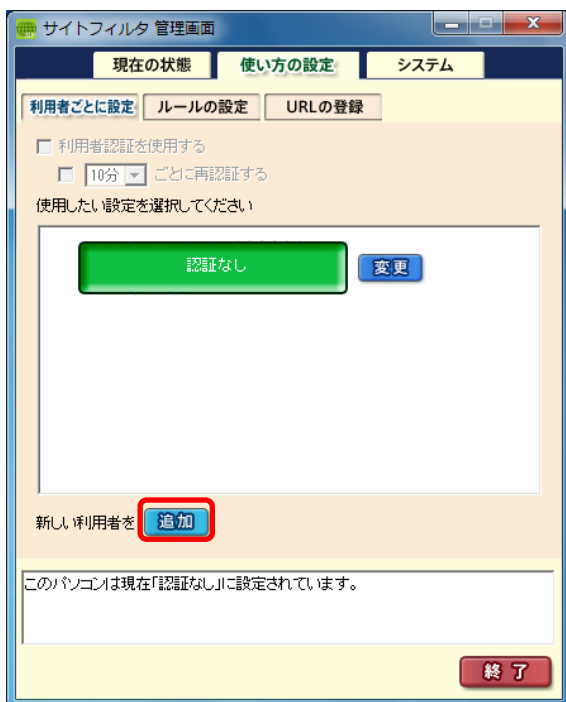 サイトフィルタ 管理画面
現在の状態 使い方の設定 システム
利用者ごとに設定 ルールの設定 URLの登録
利用者認証を使用する
10分 ごとに再認証する
使用したい設定を選択してください
認証なし 変更
新しい利用者を 追加
このパソコンは現在「認証なし」に設定されています。
終了